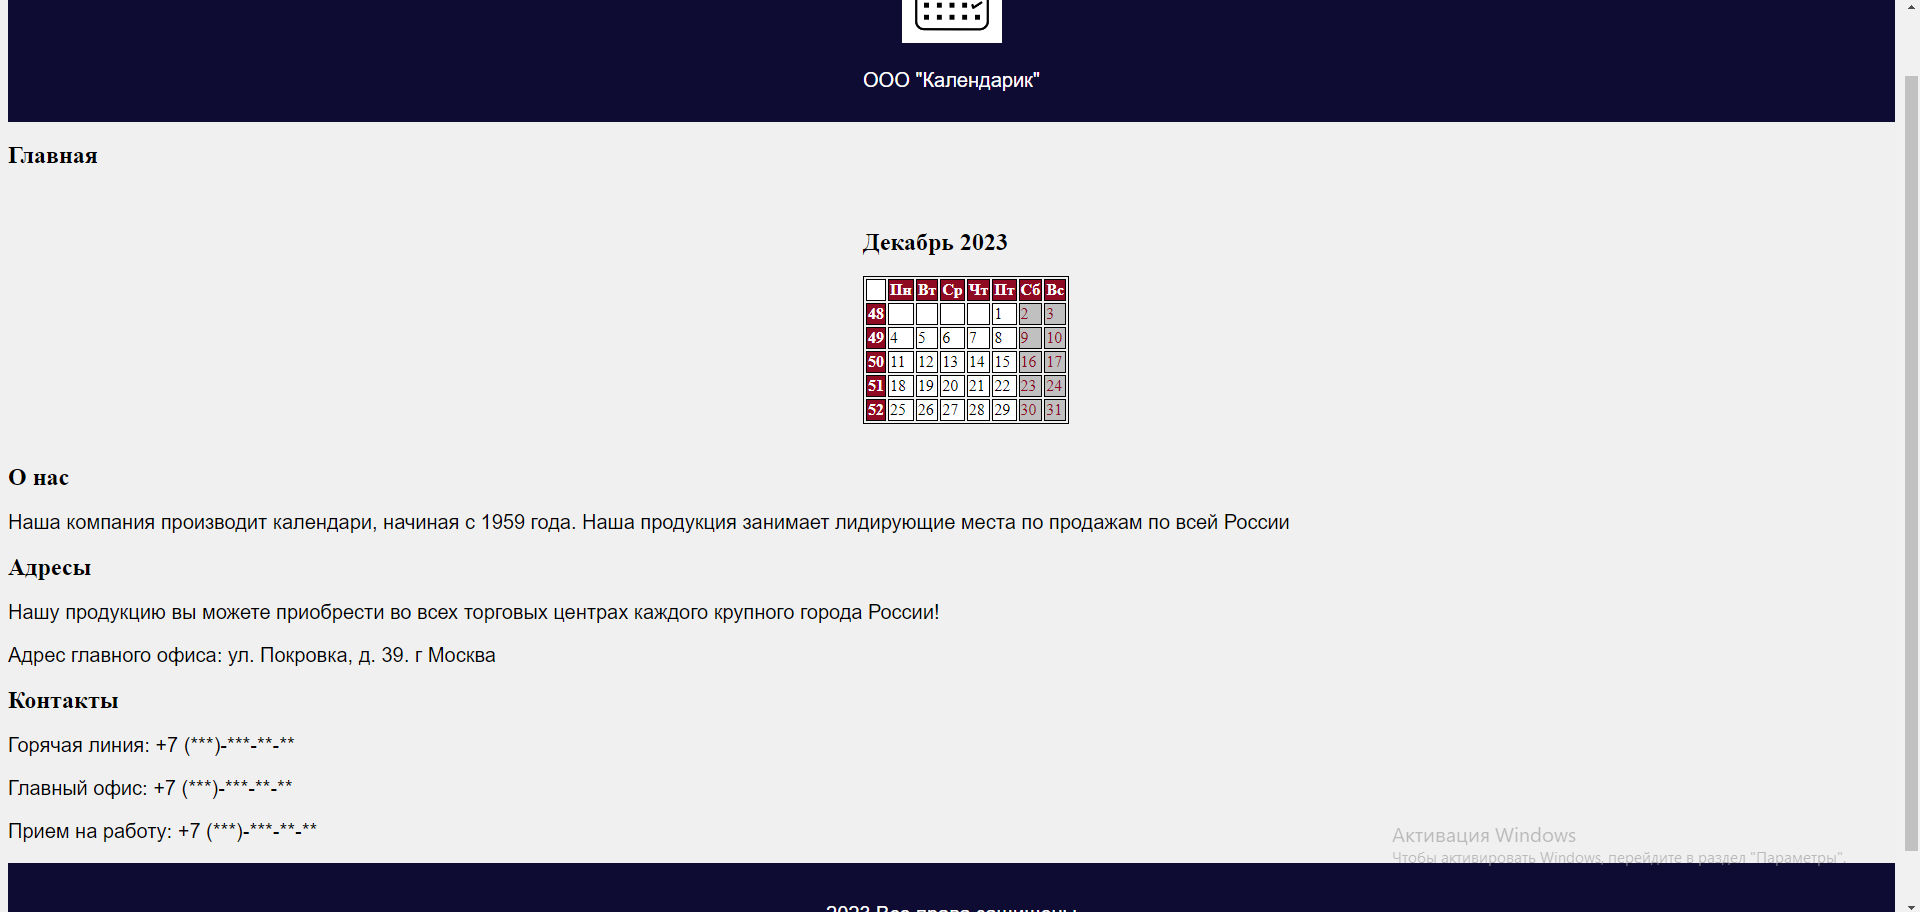 ООО "Календарик"
Главная
Декабрь 2023
Пн Вт Ср Чт Пт Сб Вс
48 1 2 3
49 4 5 6 7 8 9 10
50 11 12 13 14 15 16 17
51 18 19 20 21 22 23 24
52 25 26 27 28 29 30 31
О нас
Наша компания производит календари, начиная с 1959 года. Наша продукция занимает лидирующие места по продажам по всей России
Адресы
Нашу продукцию вы можете приобрести во всех торговых центрах каждого крупного города России!
Адрес главного офиса: ул. Покровка, д. 39. г Москва
Контакты
Горячая линия: +7 (***)-***-**-**
Главный офис: +7 (***)-***-**-**
Прием на работу: +7 (***)-***-**-**
Активация Windows
Чтобы активировать Windows, перейдите в раздел "Параметры".
2023 Все права защищены